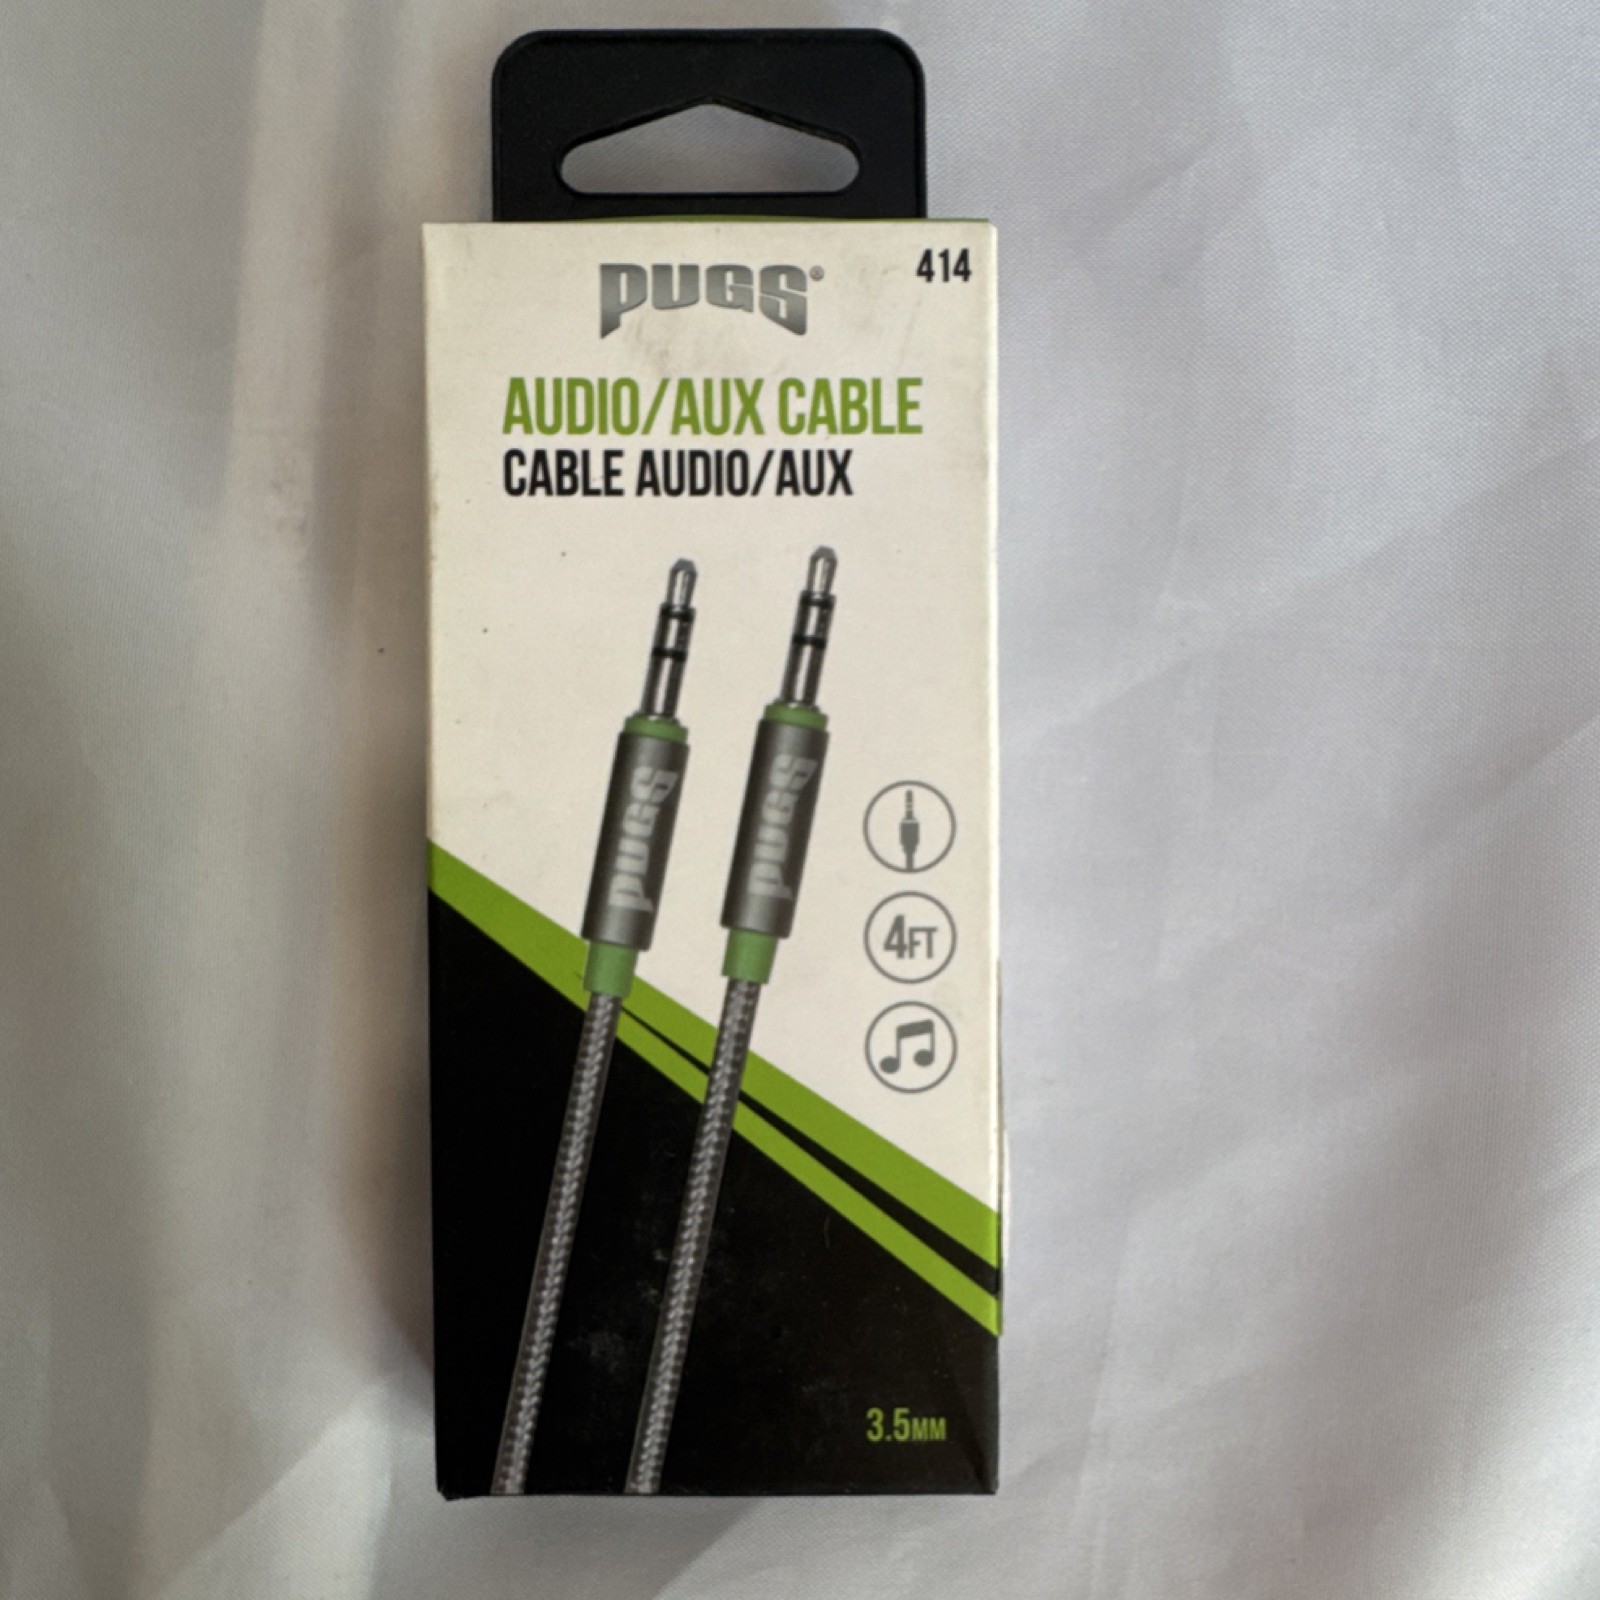 PUGS®
414
AUDIO/AUX CABLE
CABLE AUDIO/AUX
PUGS
PUGS
4FT
3.5MM